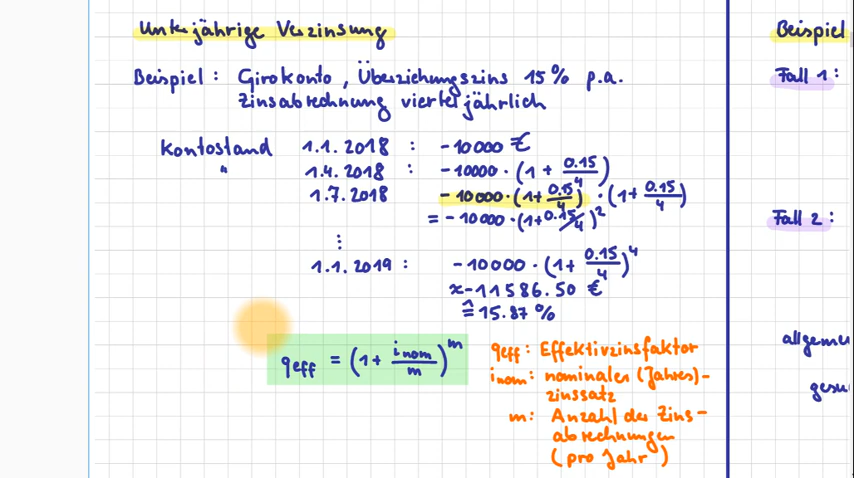 Unterjährige Verzinsung
Beispiel : Girokonto, Überziehungszins 15% p.a.
Zinsabrechnung vierteljährlich
Kontostand 1.1. 2018 : -10000 €
" 1.4. 2018 : -10000 · (1 + 0.15/4)
1.7. 2018 -10000 · (1+ 0.15/4) · (1+ 0.15/4)
= -10000 · (1+0.15/4)²
⋮
1.1. 2019 : -10000 · (1+ 0.15/4)⁴
≈-11586.50 €
≙15.87 %
qeff = (1+ inom/m)^m
qeff : Effektivzinsfaktor
inom : nominaler (Jahres)-
zinssatz
m: Anzahl der Zins-
abrechnungen
(pro Jahr)
Beispiel
Fall 1 :
Fall 2 :